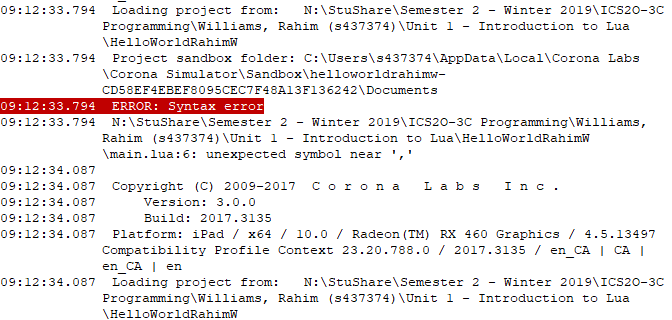 09:12:33.794  Loading project from:   N:\StuShare\Semester 2 - Winter 2019\ICS2O-3C
Programming\Williams, Rahim (s437374)\Unit 1 - Introduction to Lua
\HelloWorldRahimW
09:12:33.794  Project sandbox folder: C:\Users\s437374\AppData\Local\Corona Labs
\Corona Simulator\Sandbox\helloworldrahimw-
CD58EF4EBEF8095CEC7F48A13F136242\Documents
09:12:33.794  ERROR: Syntax error
09:12:33.794  N:\StuShare\Semester 2 - Winter 2019\ICS2O-3C Programming\Williams,
Rahim (s437374)\Unit 1 - Introduction to Lua\HelloWorldRahimW
\main.lua:6: unexpected symbol near ','
09:12:34.087
09:12:34.087  Copyright (C) 2009-2017  C o r o n a   L a b s   I n c .
09:12:34.087      Version: 3.0.0
09:12:34.087      Build: 2017.3135
09:12:34.087  Platform: iPad / x64 / 10.0 / Radeon(TM) RX 460 Graphics / 4.5.13497
Compatibility Profile Context 23.20.788.0 / 2017.3135 / en_CA | CA |
en_CA | en
09:12:34.087  Loading project from:   N:\StuShare\Semester 2 - Winter 2019\ICS2O-3C
Programming\Williams, Rahim (s437374)\Unit 1 - Introduction to Lua
\HelloWorldRahimW